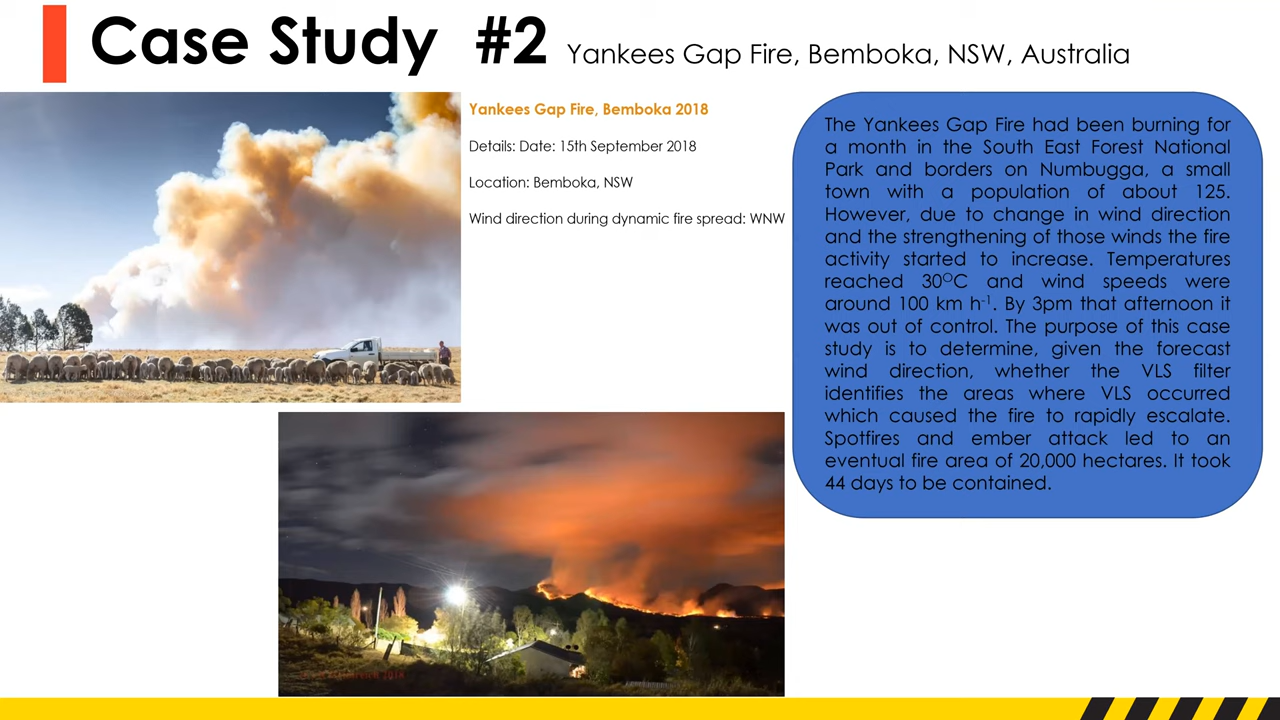 Case Study #2 Yankees Gap Fire, Bemboka, NSW, Australia
Yankees Gap Fire, Bemboka 2018
Details: Date: 15th September 2018
Location: Bemboka, NSW
Wind direction during dynamic fire spread: WNW
The Yankees Gap Fire had been burning for
a month in the South East Forest National
Park and borders on Numbugga, a small
town with a population of about 125.
However, due to change in wind direction
and the strengthening of those winds the fire
activity started to increase. Temperatures
reached 30ᴼC and wind speeds were
around 100 km h⁻¹. By 3pm that afternoon it
was out of control. The purpose of this case
study is to determine, given the forecast
wind direction, whether the VLS filter
identifies the areas where VLS occurred
which caused the fire to rapidly escalate.
Spotfires and ember attack led to an
eventual fire area of 20,000 hectares. It took
44 days to be contained.
2018